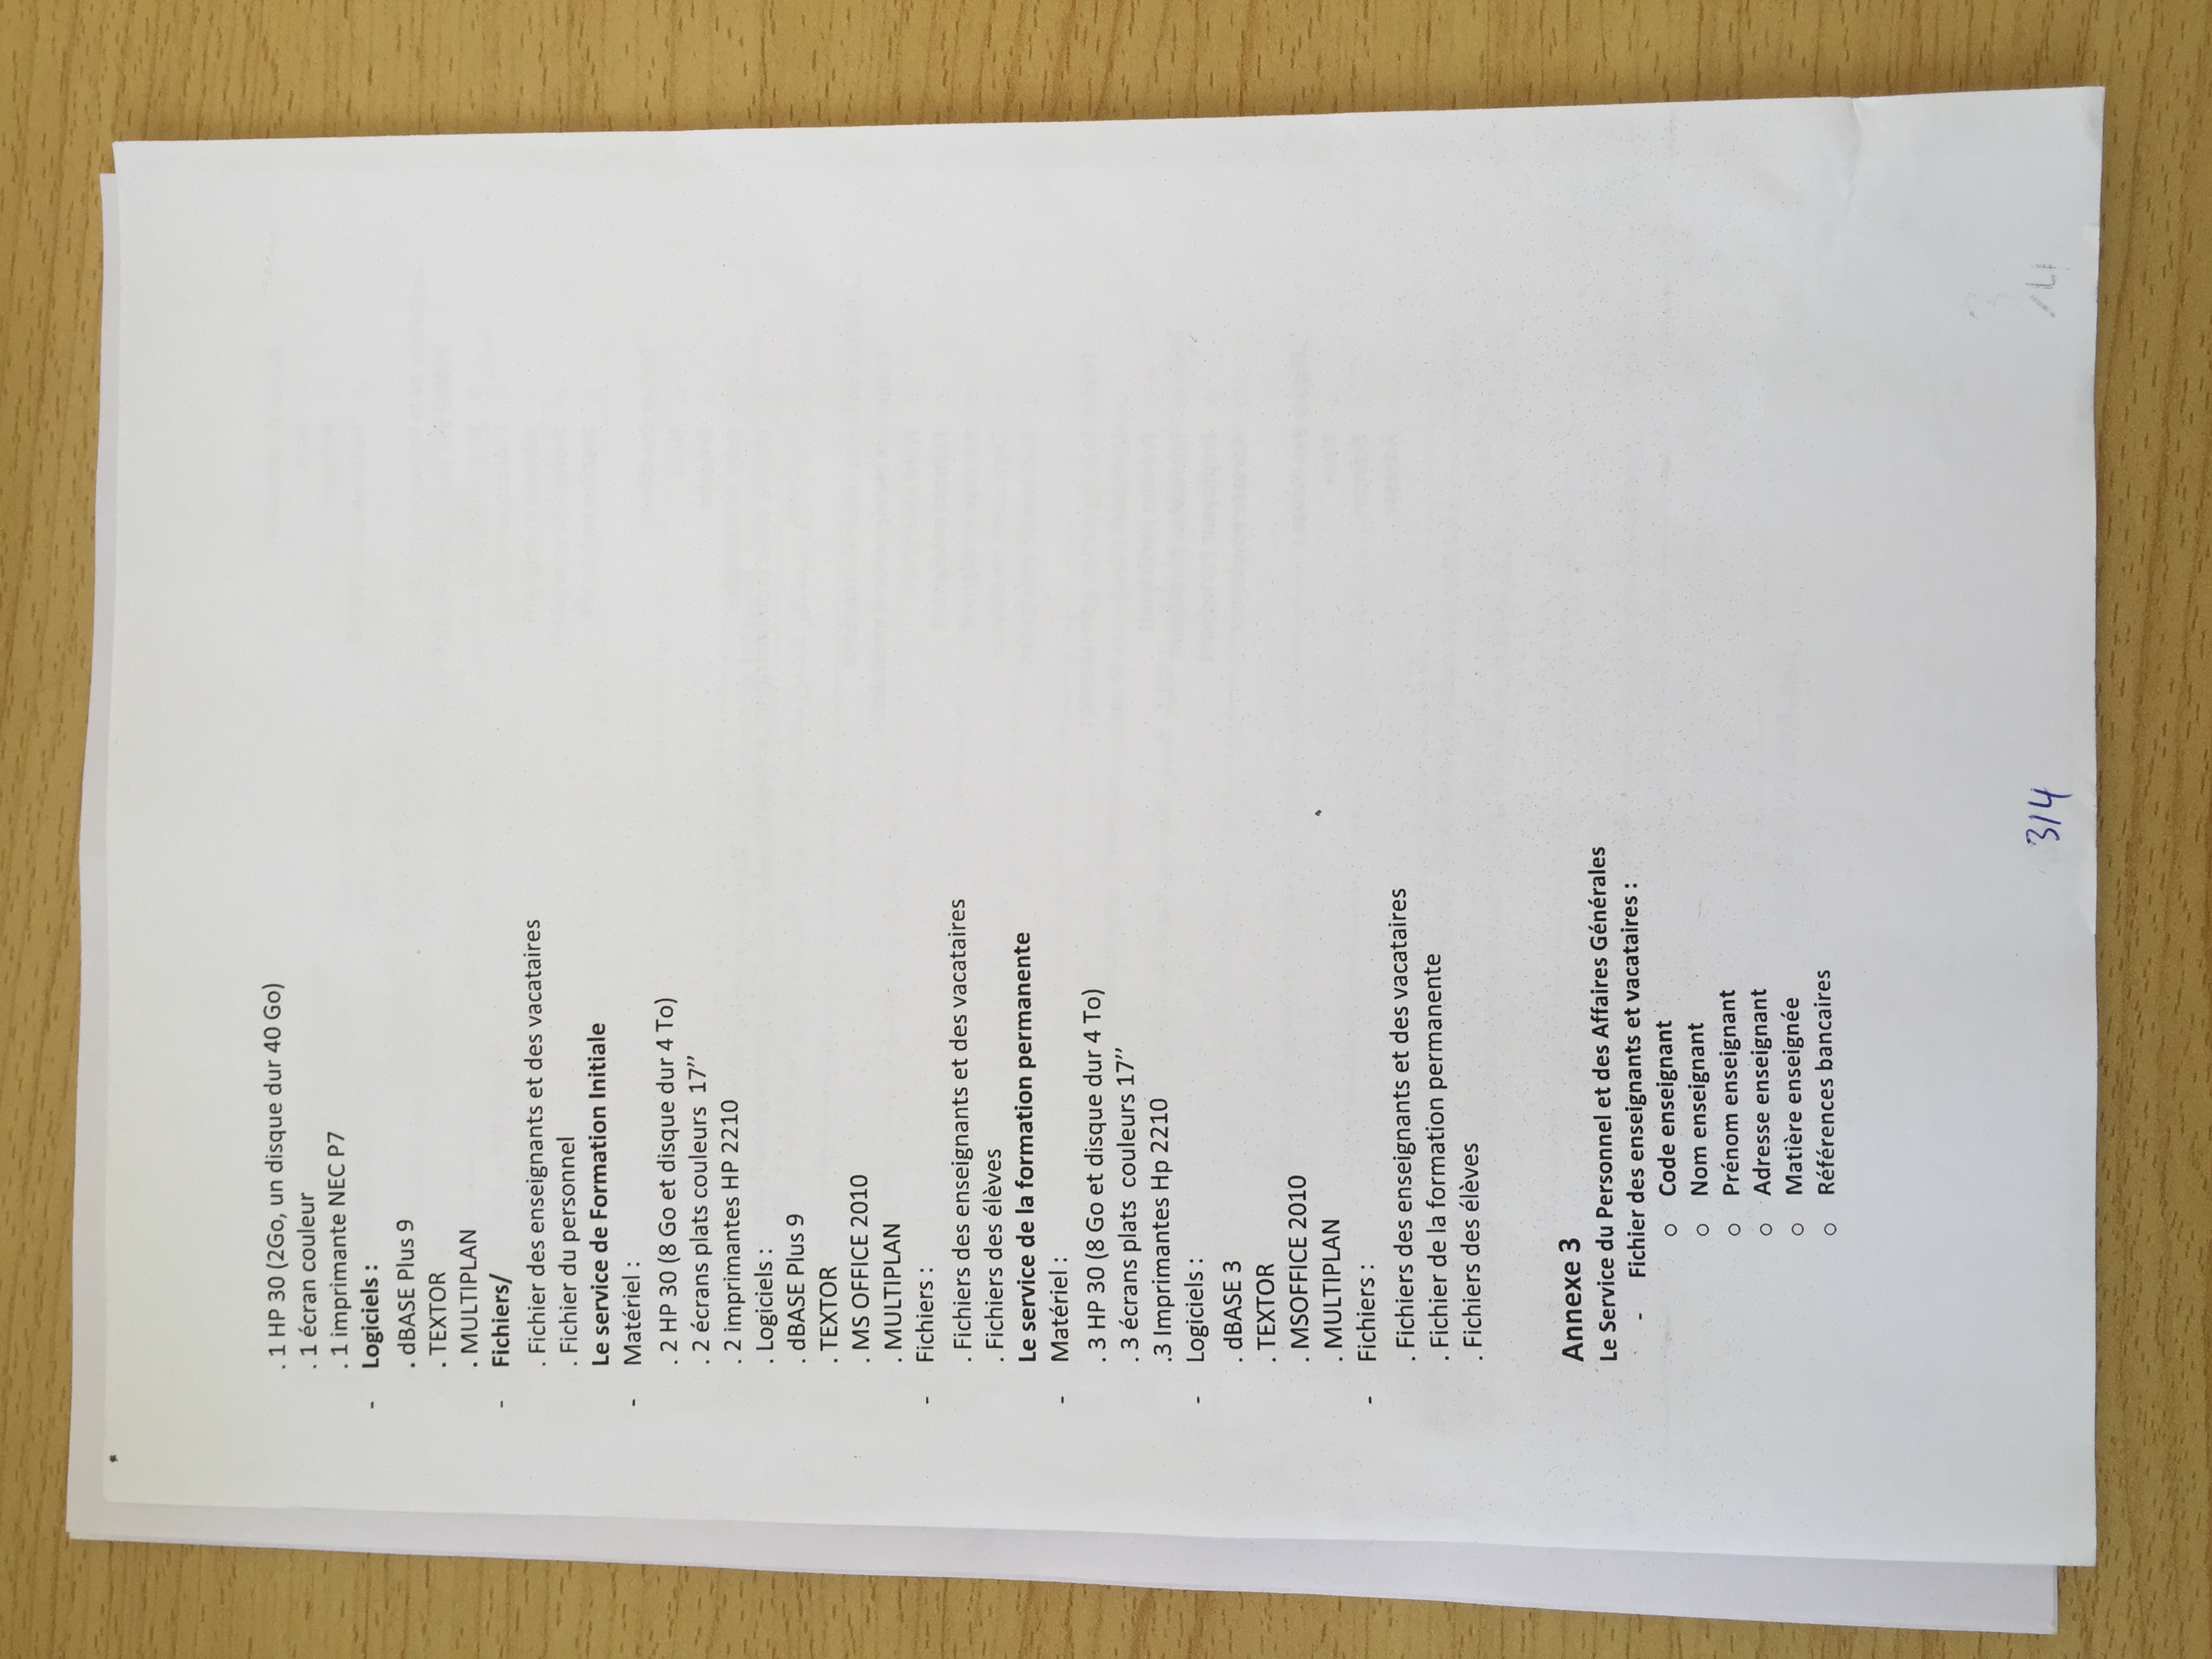 . 1 HP 30 (2Go, un disque dur 40 Go)
. 1 écran couleur
. 1 imprimante NEC P7
- Logiciels :
. dBASE Plus 9
. TEXTOR
. MULTIPLAN
- Fichiers/
. Fichier des enseignants et des vacataires
. Fichier du personnel
Le service de Formation Initiale
- Matériel :
. 2 HP 30 (8 Go et disque dur 4 To)
. 2 écrans plats couleurs 17’’
. 2 imprimantes HP 2210
. Logiciels :
. dBASE Plus 9
. TEXTOR
. MS OFFICE 2010
. MULTIPLAN
- Fichiers :
. Fichiers des enseignants et des vacataires
. Fichiers des élèves
Le service de la formation permanente
- Matériel :
. 3 HP 30 (8 Go et disque dur 4 To)
. 3 écrans plats couleurs 17’’
.3 Imprimantes Hp 2210
- Logiciels :
. dBASE 3
. TEXTOR
. MSOFFICE 2010
. MULTIPLAN
- Fichiers :
. Fichiers des enseignants et des vacataires
. Fichier de la formation permanente
. Fichiers des élèves
Annexe 3
Le Service du Personnel et des Affaires Générales
- Fichier des enseignants et vacataires :
o Code enseignant
o Nom enseignant
o Prénom enseignant
o Adresse enseignant
o Matière enseignée
o Références bancaires
3/4